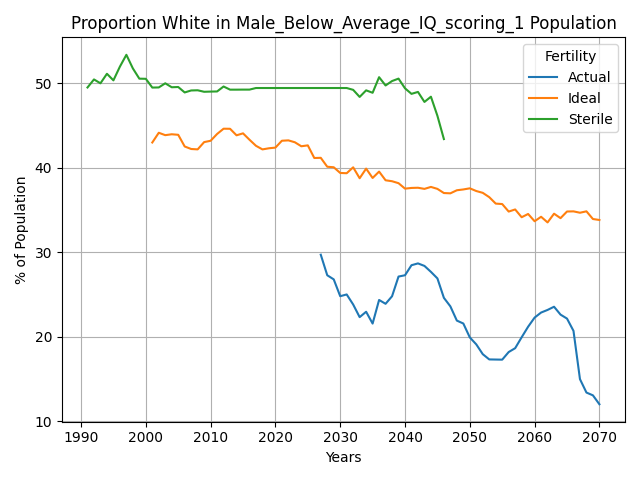 Proportion White in Male_Below_Average_IQ_scoring_1 Population
Fertility
Actual
Ideal
Sterile
% of Population
50
40
30
20
10
1990 2000 2010 2020 2030 2040 2050 2060 2070
Years